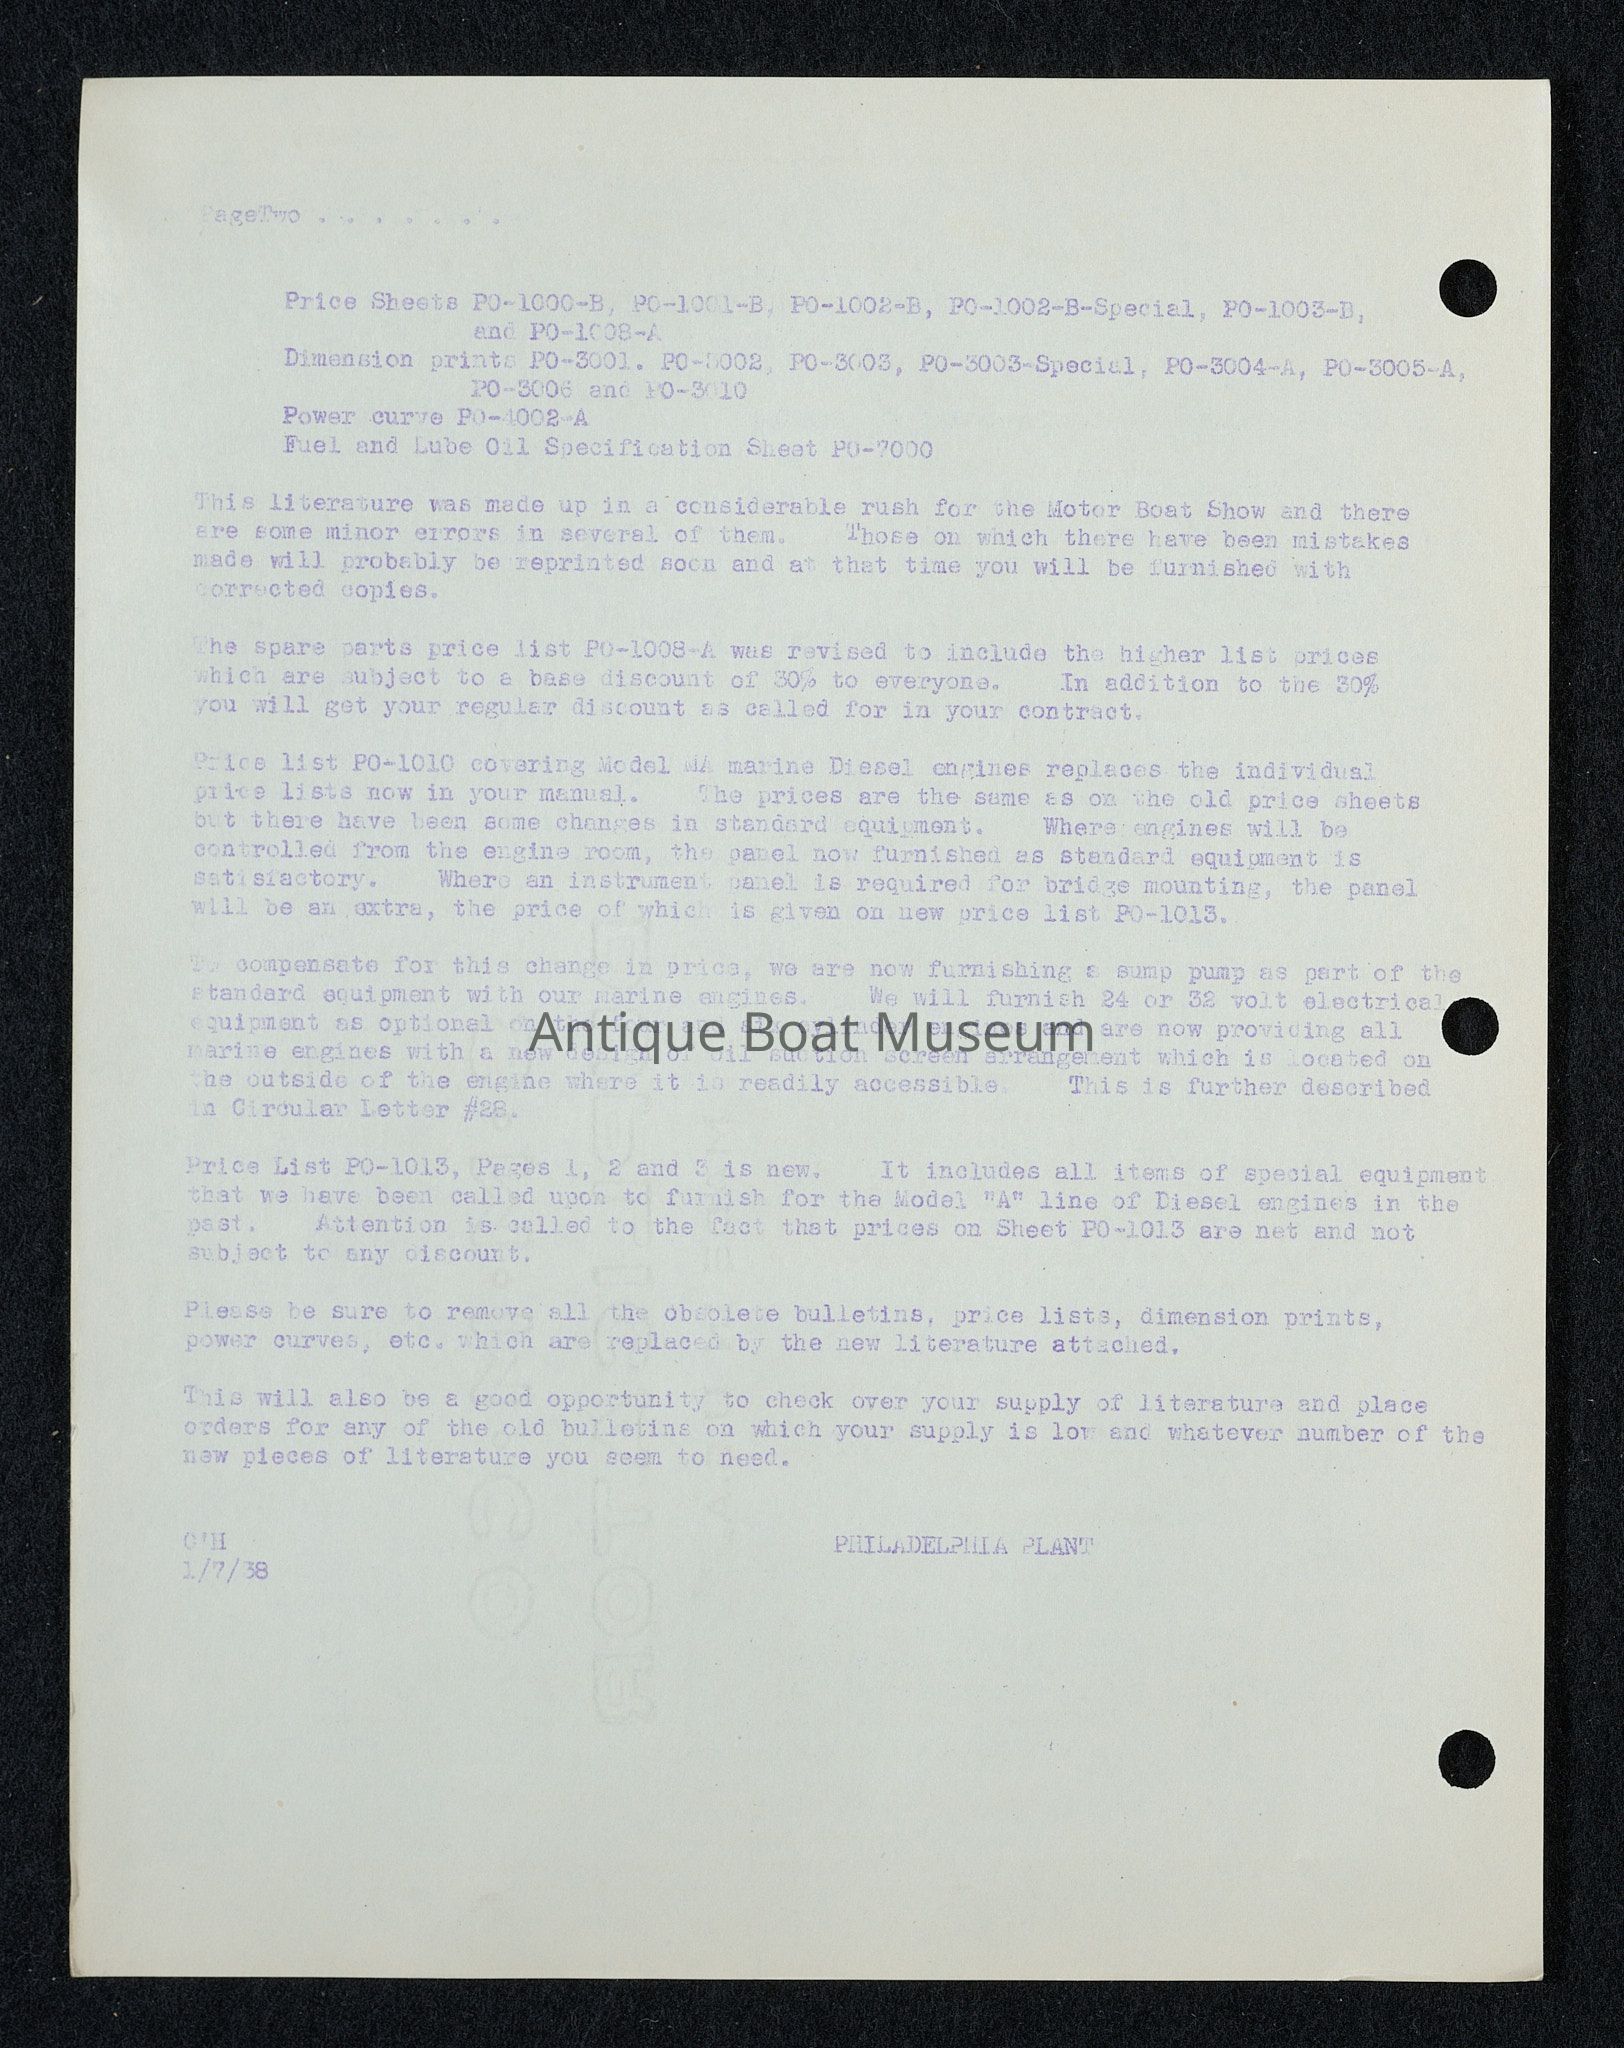 PageTwo . . . . . . .
Price Sheets PO-1000-B, PO-1001-B, PO-1002-B, PO-1002-B-Special, PO-1003-B,
and PO-1008-A
Dimension prints PO-3001. PO-3002, PO-3003, PO-3003-Special, PO-3004-A, PO-3005-A,
PO-3006 and PO-3010
Power curve PO-4002-A
Fuel and Lube Oil Specification Sheet PO-7000
This literature was made up in a considerable rush for the Motor Boat Show and there
are some minor errors in several of them. Those on which there have been mistakes
made will probably be reprinted soon and at that time you will be furnished with
corrected copies.
The spare parts price list PO-1008-A was revised to include the higher list prices
which are subject to a base discount of 30% to everyone. In addition to the 30%
you will get your regular discount as called for in your contract.
Price list PO-1010 covering Model MA marine Diesel engines replaces the individual
price lists now in your manual. The prices are the same as on the old price sheets
but there have been some changes in standard equipment. Where engines will be
controlled from the engine room, the panel now furnished as standard equipment is
satisfactory. Where an instrument panel is required for bridge mounting, the panel
will be an extra, the price of which is given on new price list PO-1013.
To compensate for this change in price, we are now furnishing a sump pump as part of the
standard equipment with our marine engines. We will furnish 24 or 32 volt electrical
equipment as optional on the four and six cylinder engines and are now providing all
Antique Boat Museum
marine engines with a new design of oil suction screen arrangement which is located on
the outside of the engine where it is readily accessible. This is further described
in Circular Letter #28.
Price List PO-1013, Pages 1, 2 and 3 is new. It includes all items of special equipment
that we have been called upon to furnish for the Model "A" line of Diesel engines in the
past. Attention is called to the fact that prices on Sheet PO-1013 are net and not
subject to any discount.
Please be sure to remove all the obsolete bulletins, price lists, dimension prints,
power curves, etc. which are replaced by the new literature attached.
This will also be a good opportunity to check over your supply of literature and place
orders for any of the old bulletins on which your supply is low and whatever number of the
new pieces of literature you seem to need.
O'H PHILADELPHIA PLANT
1/7/38